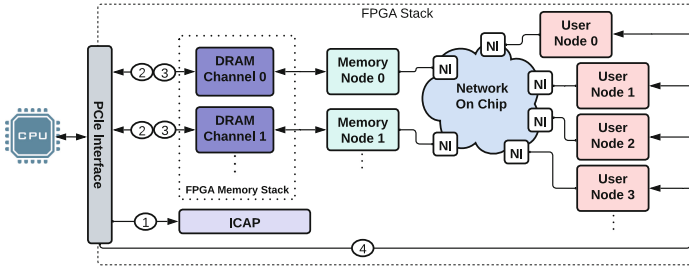 FPGA Stack
CPU
PCIe Interface
2 3
DRAM
Channel 0
Memory
Node 0
NI
NI
User
Node 0
2 3
DRAM
Channel 1
Memory
Node 1
NI
Network
On Chip
NI
NI
NI
User
Node 1
User
Node 2
User
Node 3
FPGA Memory Stack
1
ICAP
4